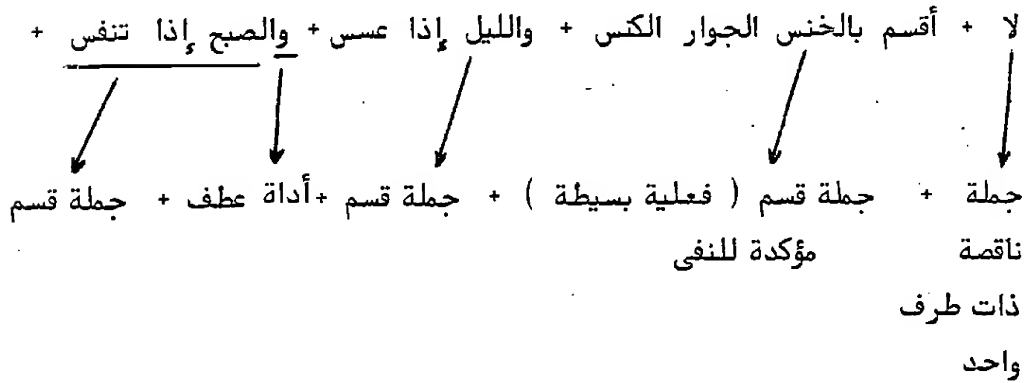 لا + أقسم بالخنس الجوار الكنس + والليل إذا عسس + والصبح إذا تنفس +
جملة + جملة قسم ( فعلية بسيطة ) + جملة قسم + أداة عطف + جملة قسم
ناقصة مؤكدة للنفى
ذات طرف
واحد